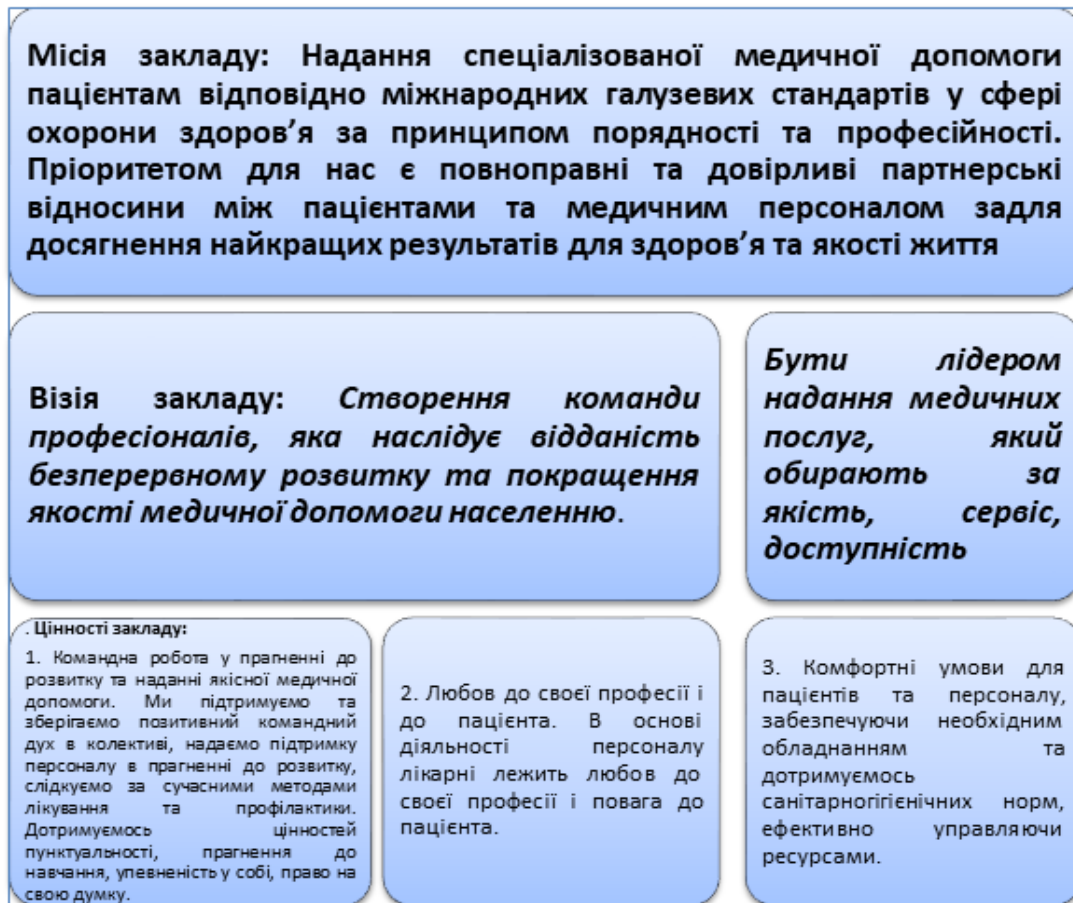 Місія закладу: Надання спеціалізованої медичної допомоги
пацієнтам відповідно міжнародних галузевих стандартів у сфері
охорони здоров’я за принципом порядності та професійності.
Пріоритетом для нас є повноправні та довірливі партнерські
відносини між пацієнтами та медичним персоналом задля
досягнення найкращих результатів для здоров’я та якості життя
Візія закладу: Створення команди
професіоналів, яка наслідує відданість
безперервному розвитку та покращення
якості медичної допомоги населенню.
Бути лідером
надання медичних
послуг, який
обирають за
якість, сервіс,
доступність
. Цінності закладу:
1. Командна робота у прагненні до
розвитку та наданні якісної медичної
допомоги. Ми підтримуємо та
зберігаємо позитивний командний
дух в колективі, надаємо підтримку
персоналу в прагненні до розвитку,
слідкуємо за сучасними методами
лікування та профілактики.
Дотримуємось цінностей
пунктуальності, прагнення до
навчання, упевненість у собі, право на
свою думку.
2. Любов до своєї професії і
до пацієнта. В основі
діяльності персоналу
лікарні лежить любов до
своєї професії і повага до
пацієнта.
3. Комфортні умови для
пацієнтів та персоналу,
забезпечуючи необхідним
обладнанням та
дотримуємось
санітарногігієнічних норм,
ефективно управляючи
ресурсами.